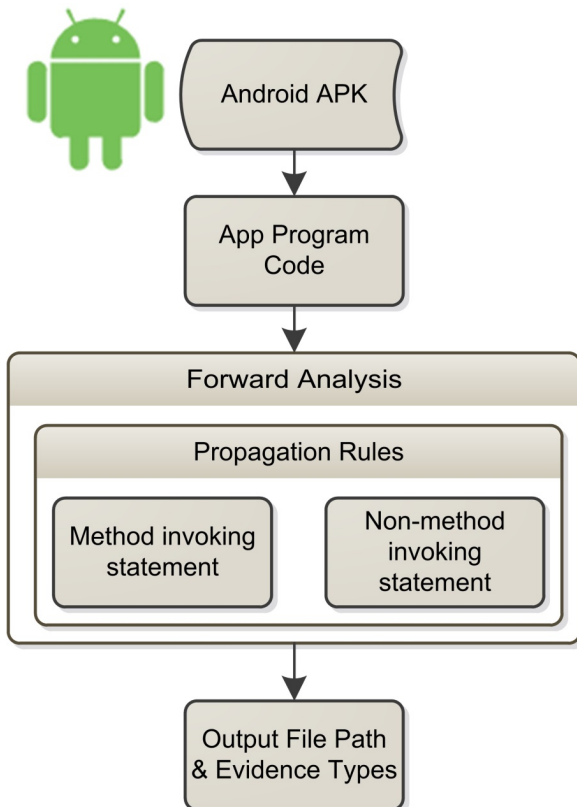 Android APK
App Program
Code
Forward Analysis
Propagation Rules
Method invoking
statement
Non-method
invoking
statement
Output File Path
& Evidence Types